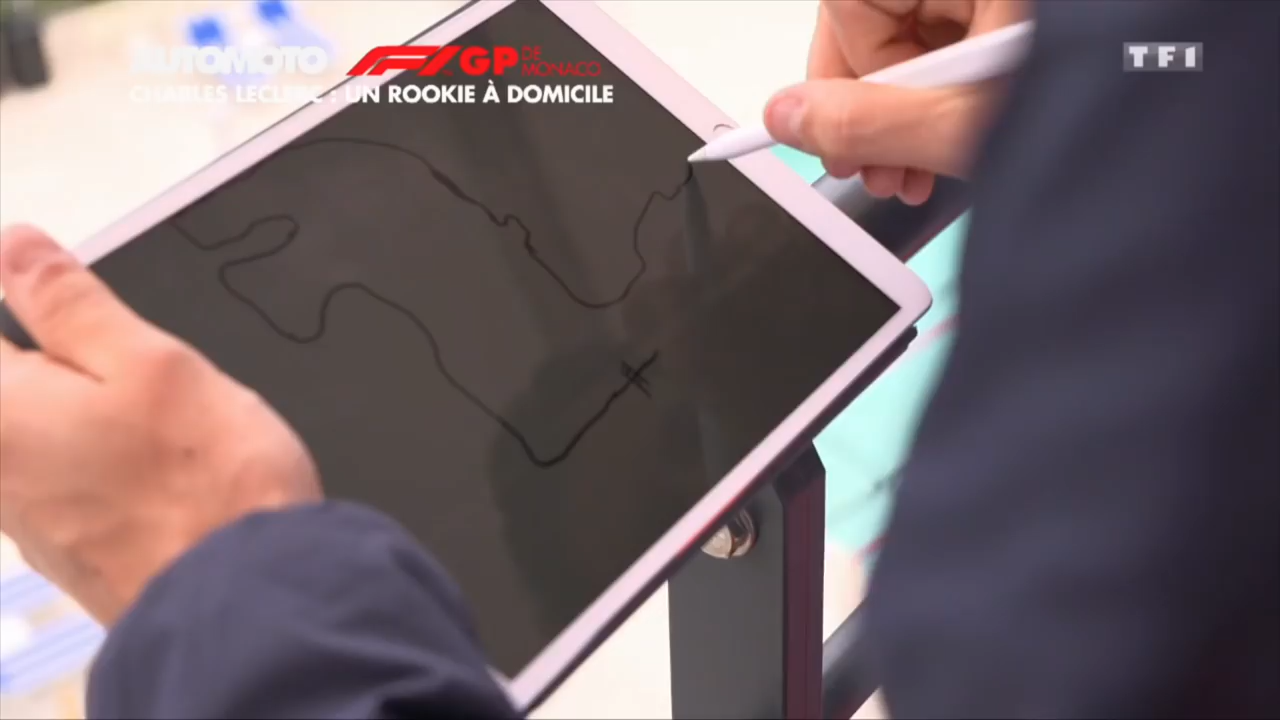 AUTOMOTO F1 GP DE MONACO
CHARLES LECLERC : UN ROOKIE À DOMICILE
TF1